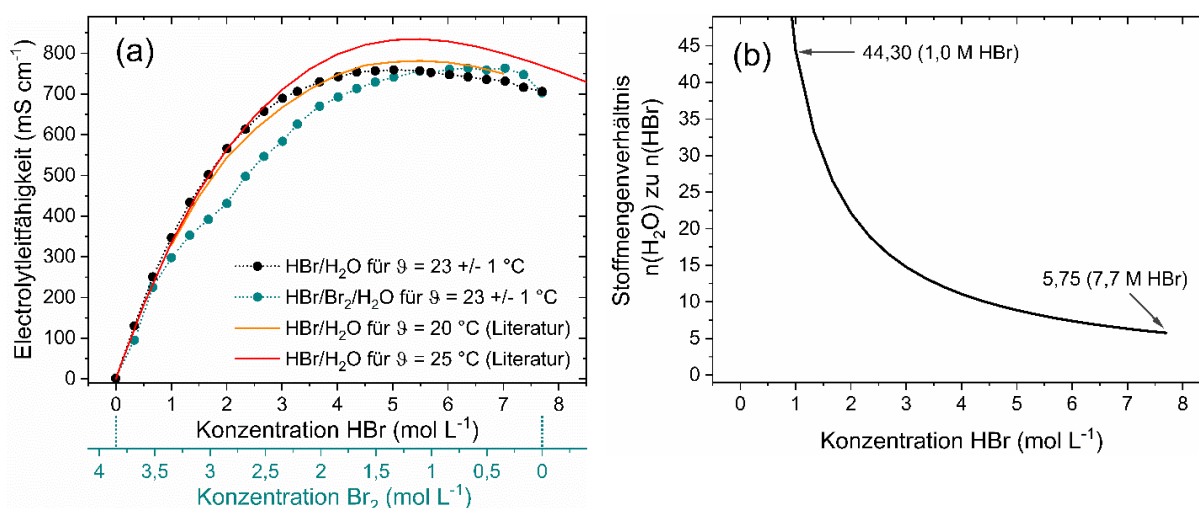 (a)
Electrolytleitfähigkeit (mS cm⁻¹)
800
700
600
500
400
300
200
100
0
HBr/H₂O für ϑ = 23 +/- 1 °C
HBr/Br₂/H₂O für ϑ = 23 +/- 1 °C
HBr/H₂O für ϑ = 20 °C (Literatur)
HBr/H₂O für ϑ = 25 °C (Literatur)
0 1 2 3 4 5 6 7 8
Konzentration HBr (mol L⁻¹)
4 3,5 3 2,5 2 1,5 1 0,5 0
Konzentration Br₂ (mol L⁻¹)
(b)
Stoffmengenverhältnis
n(H₂O) zu n(HBr)
45
40
35
30
25
20
15
10
5
0
44,30 (1,0 M HBr)
5,75 (7,7 M HBr)
0 1 2 3 4 5 6 7 8
Konzentration HBr (mol L⁻¹)